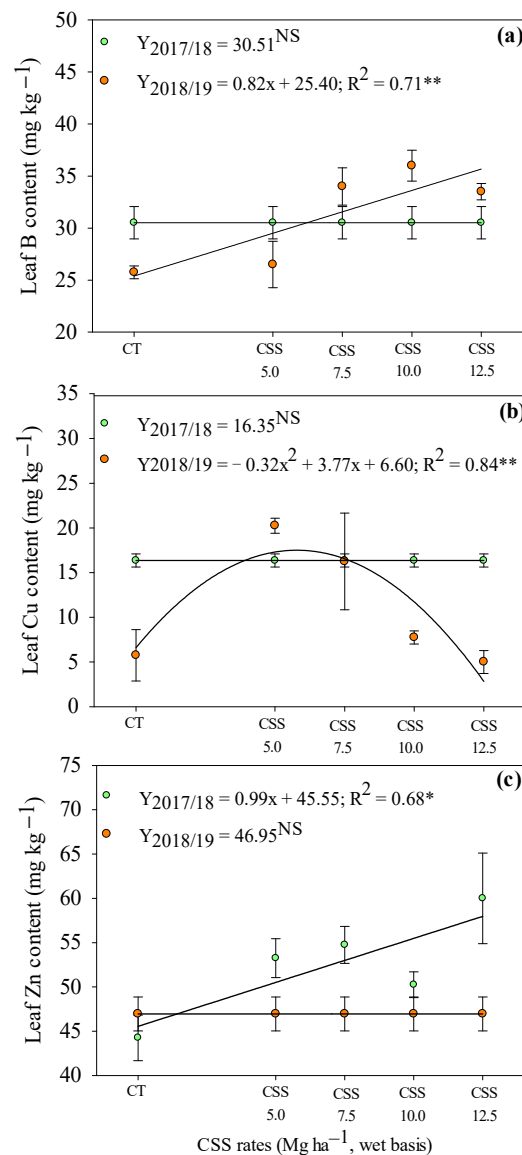 (a)
Y2017/18 = 30.51NS
Y2018/19 = 0.82x + 25.40; R2 = 0.71**
Leaf B content (mg kg−1)
50
45
40
35
30
25
20
CT
CSS 5.0
CSS 7.5
CSS 10.0
CSS 12.5
(b)
Y2017/18 = 16.35NS
Y2018/19 = − 0.32x2 + 3.77x + 6.60; R2 = 0.84**
Leaf Cu content (mg kg−1)
35
30
25
20
15
10
5
0
CT
CSS 5.0
CSS 7.5
CSS 10.0
CSS 12.5
(c)
Y2017/18 = 0.99x + 45.55; R2 = 0.68*
Y2018/19 = 46.95NS
Leaf Zn content (mg kg−1)
75
70
65
60
55
50
45
40
CT
CSS 5.0
CSS 7.5
CSS 10.0
CSS 12.5
CSS rates (Mg ha−1, wet basis)